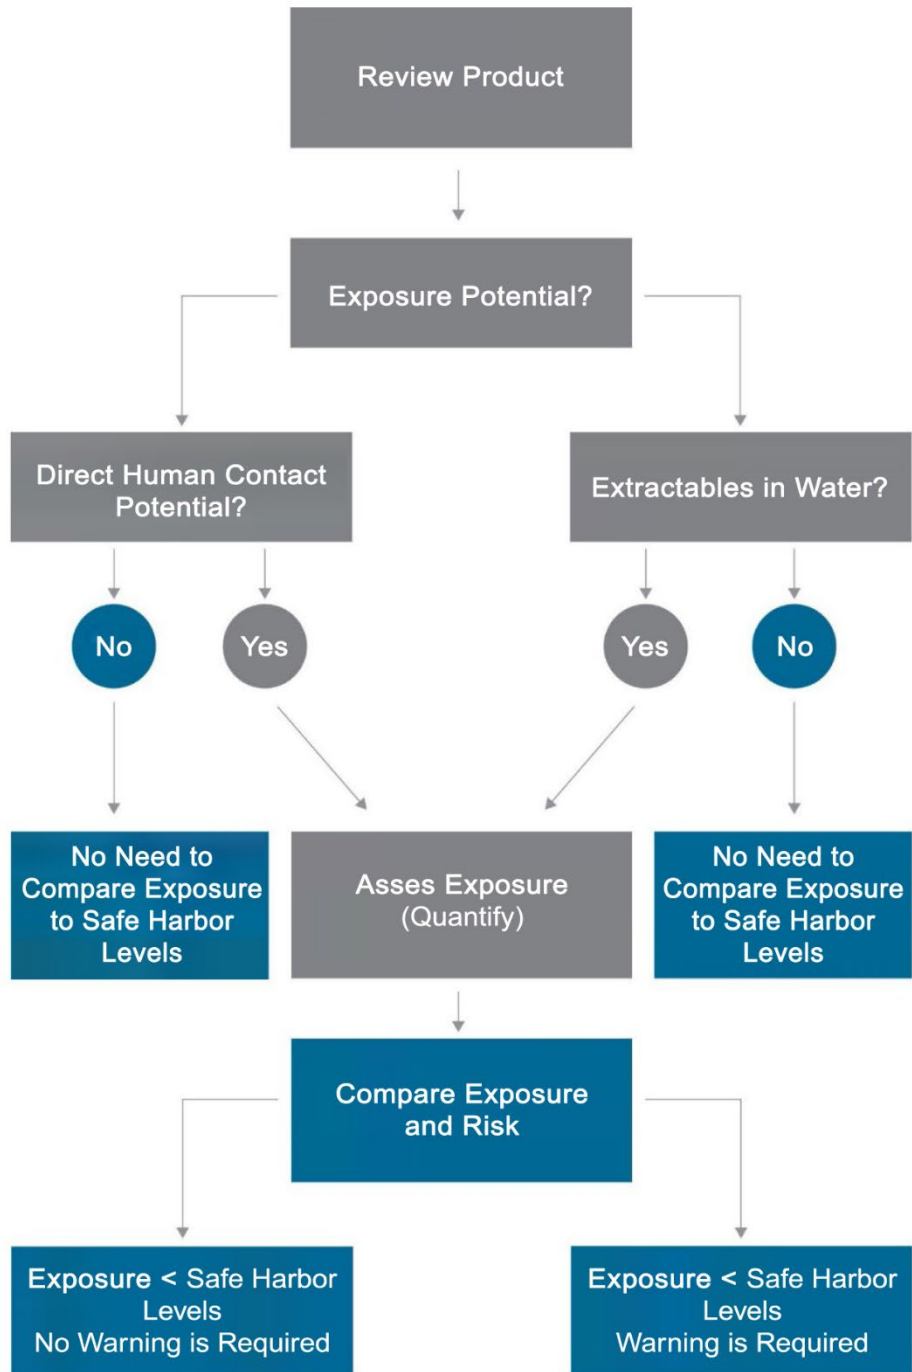 Review Product
Exposure Potential?
Direct Human Contact
Potential?
Extractables in Water?
No
Yes
Yes
No
No Need to
Compare Exposure
to Safe Harbor
Levels
Asses Exposure
(Quantify)
No Need to
Compare Exposure
to Safe Harbor
Levels
Compare Exposure
and Risk
Exposure < Safe Harbor
Levels
No Warning is Required
Exposure < Safe Harbor
Levels
Warning is Required